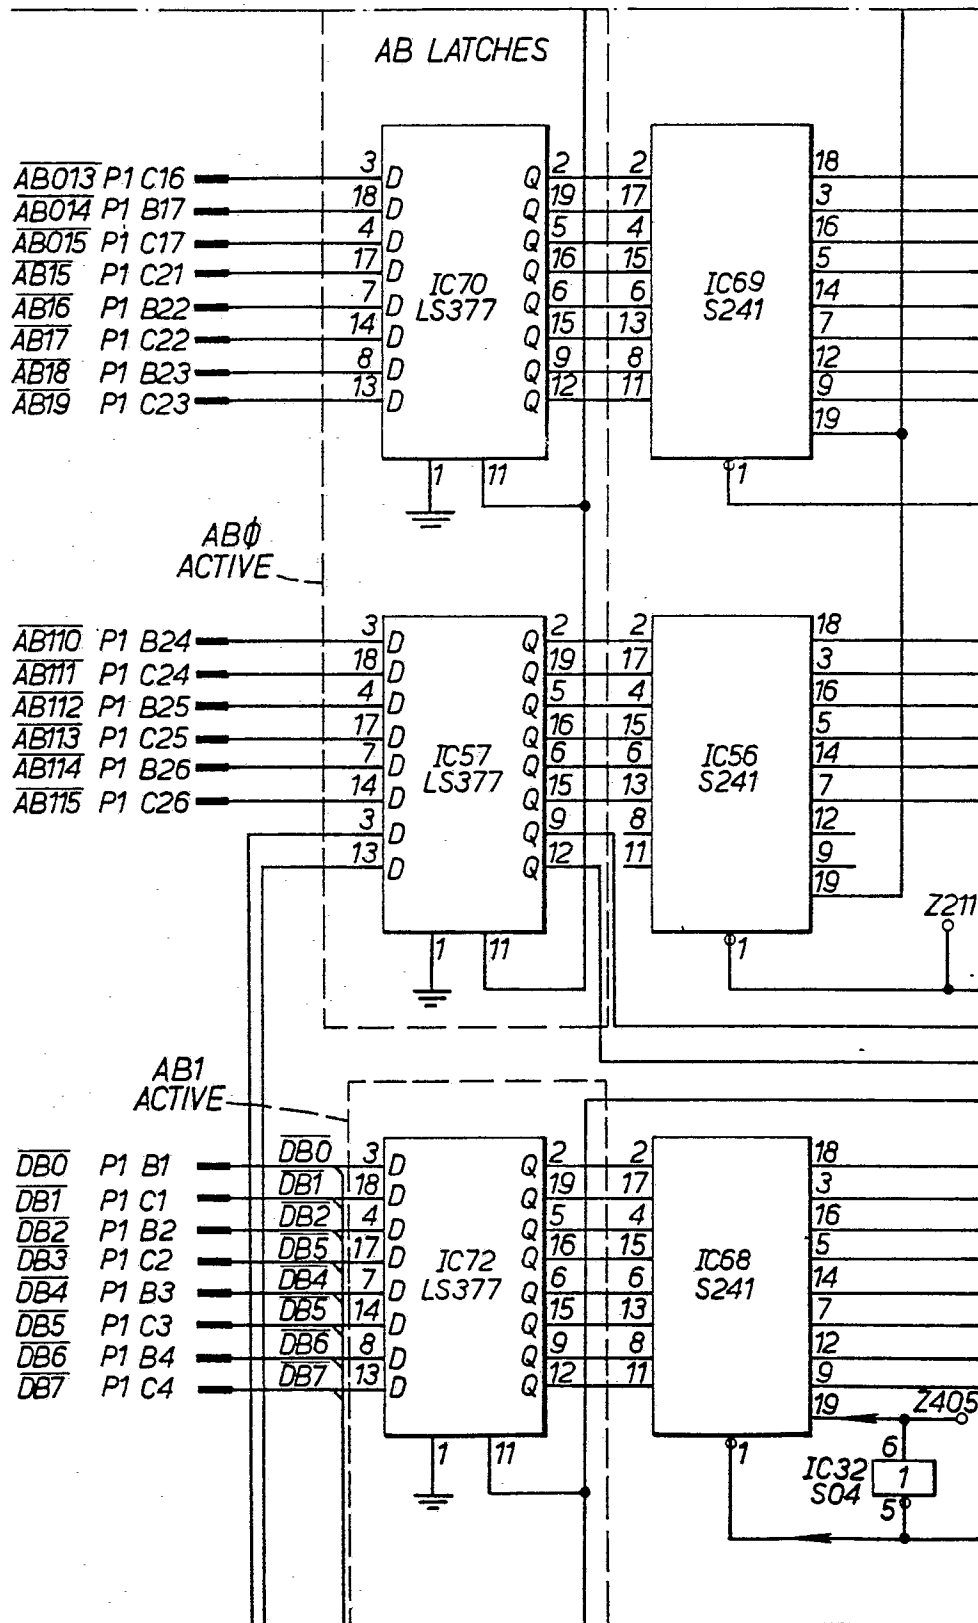 AB LATCHES
AB013 P1 C16 3 D Q 2 2 18
AB014 P1 B17 18 D Q 19 17 3
AB015 P1 C17 4 D Q 5 4 16
AB15 P1 C21 17 D Q 16 15 5
AB16 P1 B22 7 D Q 6 6 14
AB17 P1 C22 14 D Q 15 13 7
AB18 P1 B23 8 D Q 9 8 12
AB19 P1 C23 13 D Q 12 11 9
IC70
LS377
IC69
S241
19
1 11 1
ABϕ
ACTIVE
AB110 P1 B24 3 D Q 2 2 18
AB111 P1 C24 18 D Q 19 17 3
AB112 P1 B25 4 D Q 5 4 16
AB113 P1 C25 17 D Q 16 15 5
AB114 P1 B26 7 D Q 6 6 14
AB115 P1 C26 14 D Q 15 13 7
3 D Q 9 8 12
13 D Q 12 11 9
IC57
LS377
IC56
S241
19
Z211
1 11 1
AB1
ACTIVE
DB0 P1 B1 DB0 3 D Q 2 2 18
DB1 P1 C1 DB1 18 D Q 19 17 3
DB2 P1 B2 DB2 4 D Q 5 4 16
DB3 P1 C2 DB5 17 D Q 16 15 5
DB4 P1 B3 DB4 7 D Q 6 6 14
DB5 P1 C3 DB5 14 D Q 15 13 7
DB6 P1 B4 DB6 8 D Q 9 8 12
DB7 P1 C4 DB7 13 D Q 12 11 9
IC72
LS377
IC68
S241
19 Z405
1 11 1
6
IC32
S04
1
5